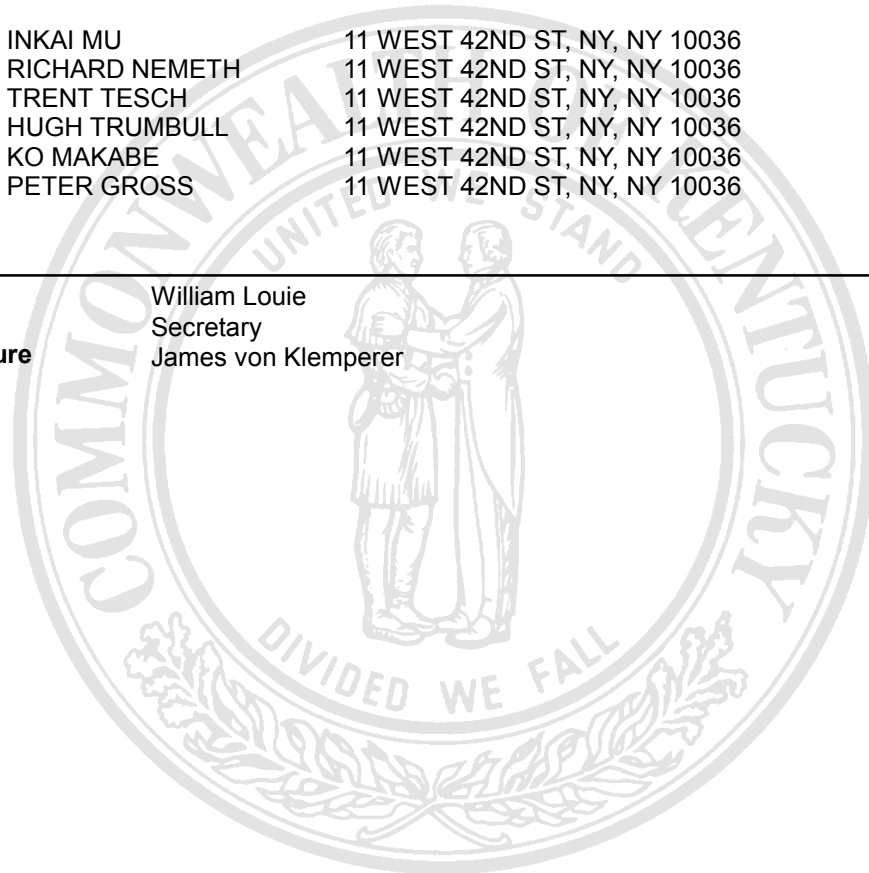 INKAI MU 11 WEST 42ND ST, NY, NY 10036
RICHARD NEMETH 11 WEST 42ND ST, NY, NY 10036
TRENT TESCH 11 WEST 42ND ST, NY, NY 10036
HUGH TRUMBULL 11 WEST 42ND ST, NY, NY 10036
KO MAKABE 11 WEST 42ND ST, NY, NY 10036
PETER GROSS 11 WEST 42ND ST, NY, NY 10036
William Louie
Secretary
ure James von Klemperer
COMMONWEALTH OF KENTUCKY
UNITED WE STAND
DIVIDED WE FALL